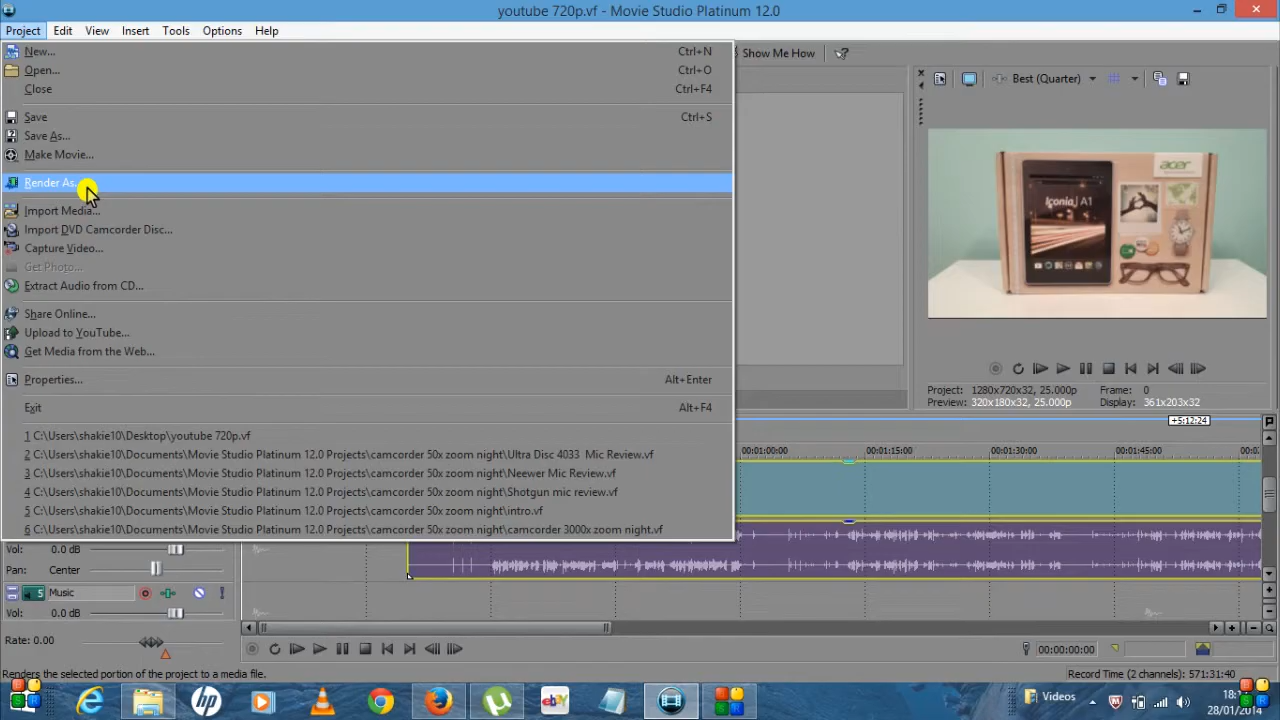 youtube 720p.vf - Movie Studio Platinum 12.0
Project Edit View Insert Tools Options Help
New... Ctrl+N
Open... Ctrl+O
Close Ctrl+F4
Save Ctrl+S
Save As...
Make Movie...
Render As...
Import Media...
Import DVD Camcorder Disc...
Capture Video...
Get Photo...
Extract Audio from CD...
Share Online...
Upload to YouTube...
Get Media from the Web...
Properties... Alt+Enter
Exit Alt+F4
1 C:\Users\shakie10\Desktop\youtube 720p.vf
2 C:\Users\shakie10\Documents\Movie Studio Platinum 12.0 Projects\camcorder 50x zoom night\Ultra Disc 4033  Mic Review.vf
3 C:\Users\shakie10\Documents\Movie Studio Platinum 12.0 Projects\camcorder 50x zoom night\Neewer Mic Review.vf
4 C:\Users\shakie10\Documents\Movie Studio Platinum 12.0 Projects\camcorder 50x zoom night\Shotgun mic review.vf
5 C:\Users\shakie10\Documents\Movie Studio Platinum 12.0 Projects\camcorder 50x zoom night\intro.vf
6 C:\Users\shakie10\Documents\Movie Studio Platinum 12.0 Projects\camcorder 50x zoom night\camcorder 3000x zoom night.vf
Show Me How
Best (Quarter)
acer
Iconia A1
Project: 1280x720x32, 25.000p Frame: 0
Preview: 320x180x32, 25.000p Display: 361x203x32
+5:12:24
00:01:00:00 00:01:15:00 00:01:30:00 00:01:45:00
Vol: 0.0 dB
Pan: Center
5 Music
Vol: 0.0 dB
Rate: 0.00
00:00:00:00
Renders the selected portion of the project to a media file.
Record Time (2 channels): 571:31:40
hp
ebay
Videos
28/01/2014